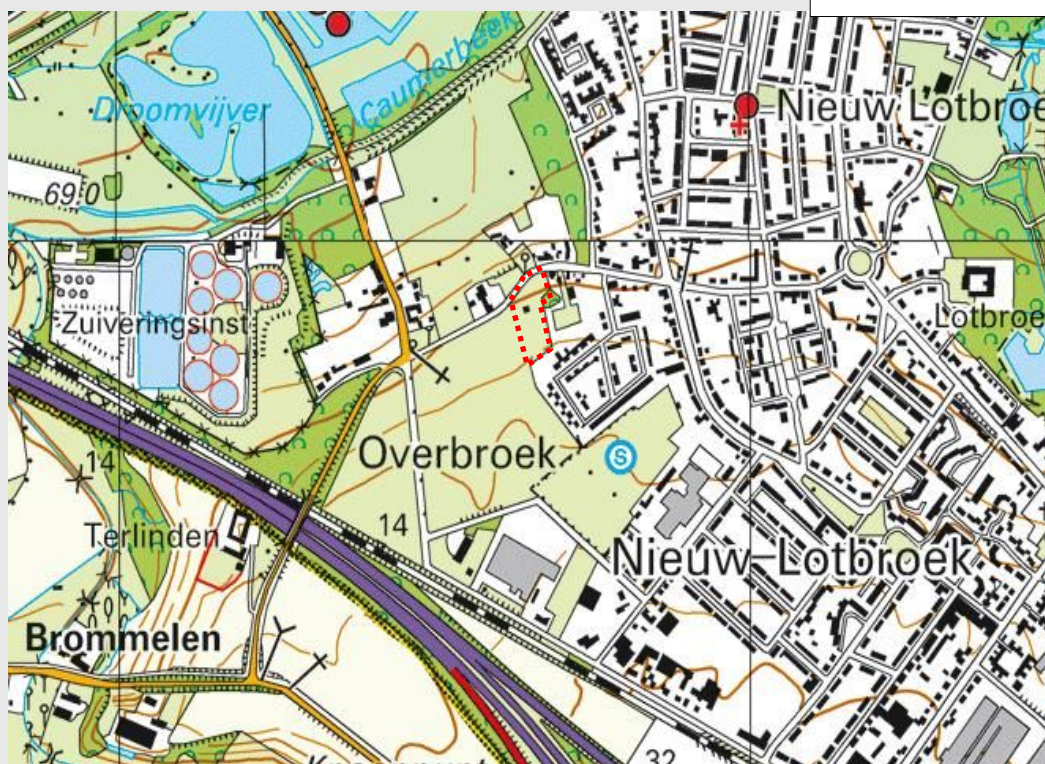 Droomvijver
Caumerbeek
Nieuw Lotbroe
69,0
Zuiveringsinst.
Lotbroe
Overbroek
S
14
14
Terlinden
Nieuw-Lotbroek
Brommelen
32